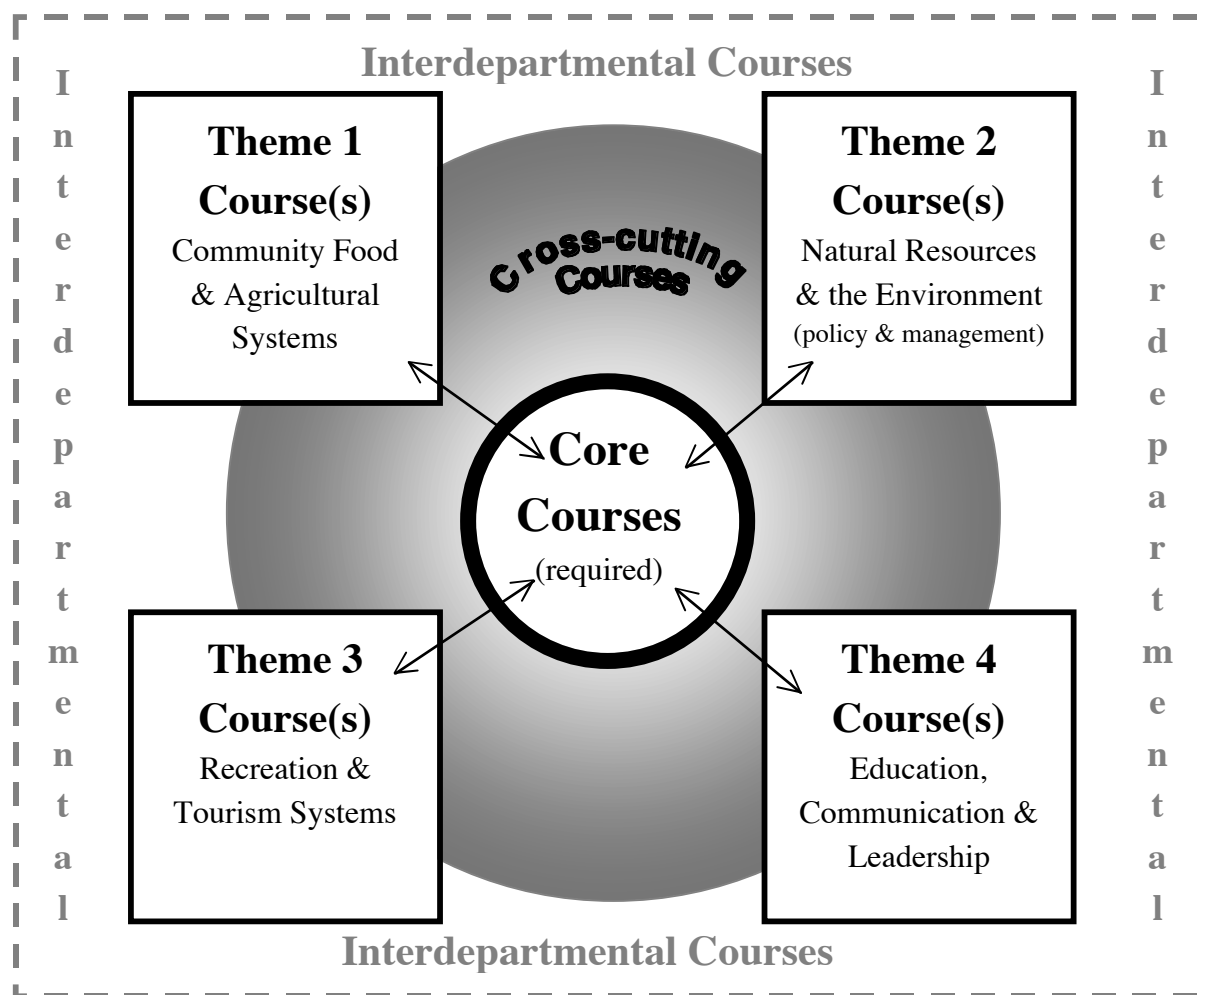 Interdepartmental Courses
Interdepartmental
Theme 1
Course(s)
Community Food
& Agricultural
Systems
Cross-cutting
Courses
Theme 2
Course(s)
Natural Resources
& the Environment
(policy & management)
Interdepartmental
Core
Courses
(required)
Theme 3
Course(s)
Recreation &
Tourism Systems
Theme 4
Course(s)
Education,
Communication &
Leadership
Interdepartmental Courses